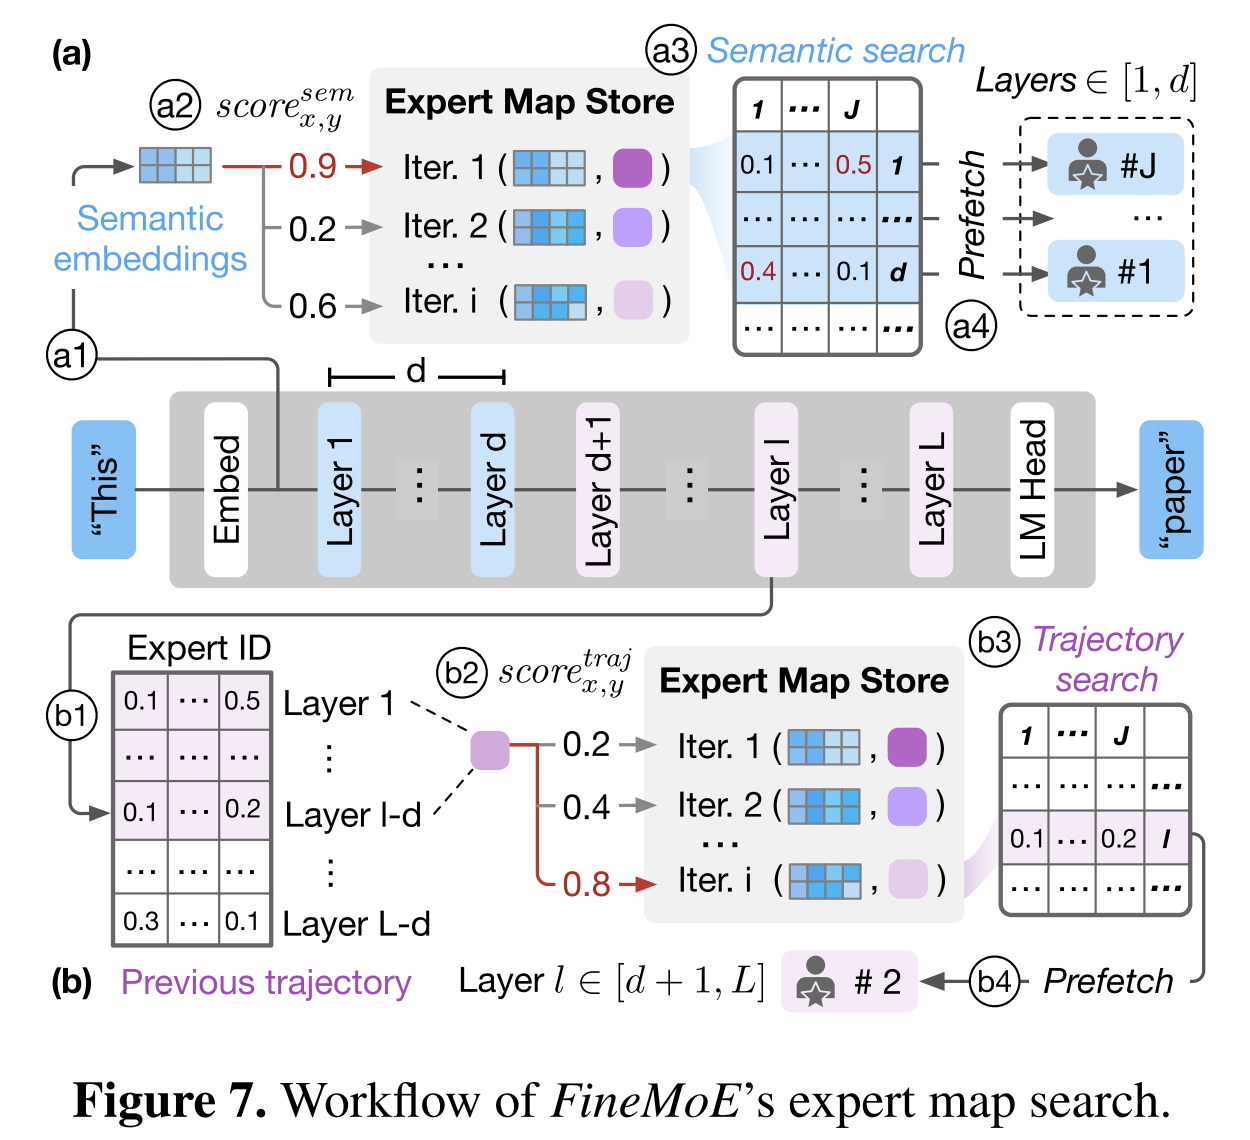 (a)
a2 score^{sem}_{x,y}
Expert Map Store
a3 Semantic search
Layers ∈ [1, d]
0.9
Iter. 1 ( , )
0.2
Iter. 2 ( , )
...
0.6
Iter. i ( , )
Semantic
embeddings
a1
1 ... J
0.1 ... 0.5 1
... ... ... ...
0.4 ... 0.1 d
... ... ... ...
Prefetch
a4
#J
...
#1
d
"This"
Embed
Layer 1
...
Layer d
Layer d+1
...
Layer l
...
Layer L
LM Head
"paper"
b1
Expert ID
0.1 ... 0.5 Layer 1
... ... ... ⋮
0.1 ... 0.2 Layer l-d
... ... ... ⋮
0.3 ... 0.1 Layer L-d
b2 score^{traj}_{x,y}
Expert Map Store
0.2
Iter. 1 ( , )
0.4
Iter. 2 ( , )
...
0.8
Iter. i ( , )
b3 Trajectory
search
1 ... J
... ... ... ...
0.1 ... 0.2 l
... ... ... ...
(b) Previous trajectory
Layer l ∈ [d + 1, L]
# 2
b4 Prefetch
Figure 7. Workflow of FineMoE's expert map search.